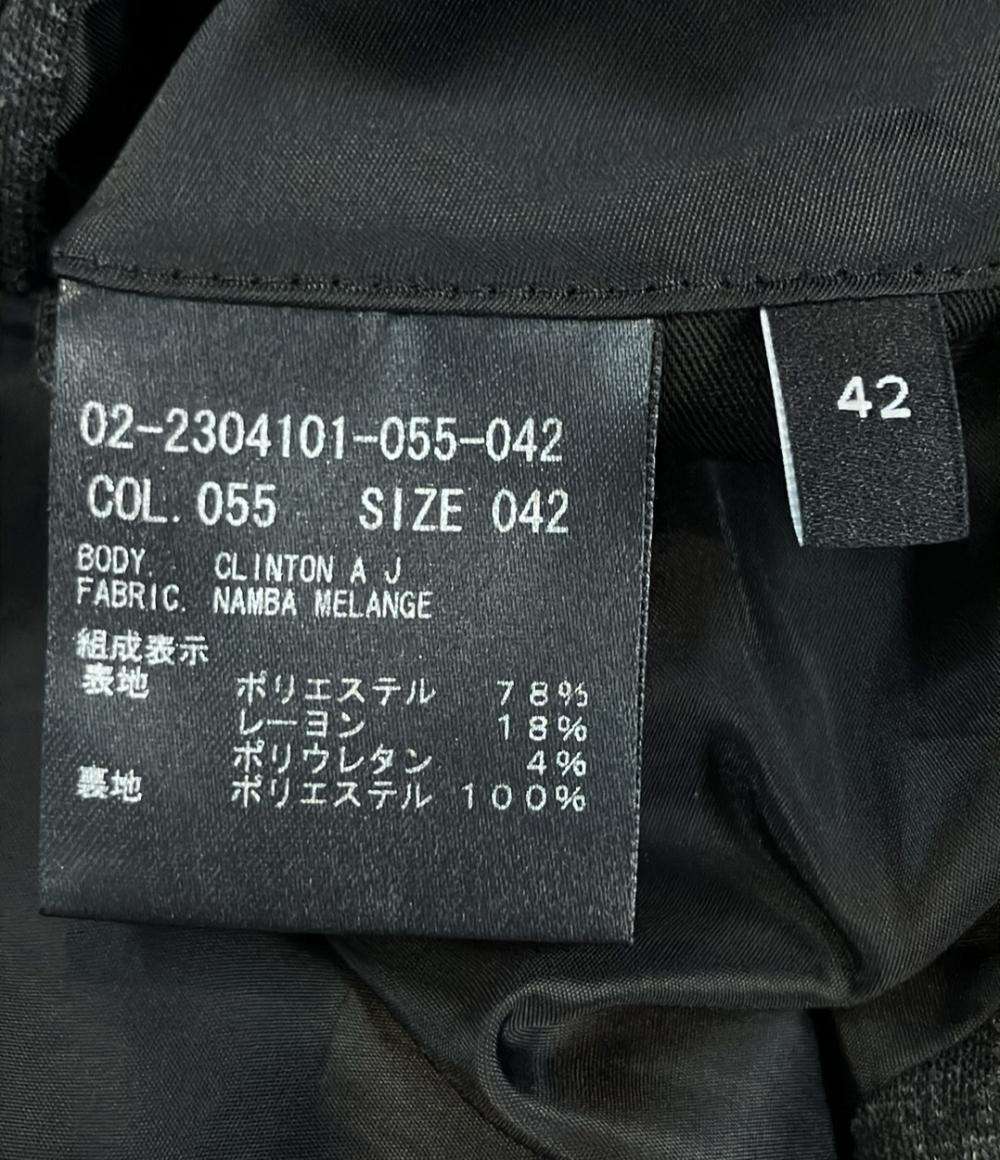 02-2304101-055-042
COL. 055 SIZE 042
BODY. CLINTON A J
FABRIC. NAMBA MELANGE
組成表示
表地 ポリエステル 78%
レーヨン 18%
ポリウレタン 4%
裏地 ポリエステル 100%
42